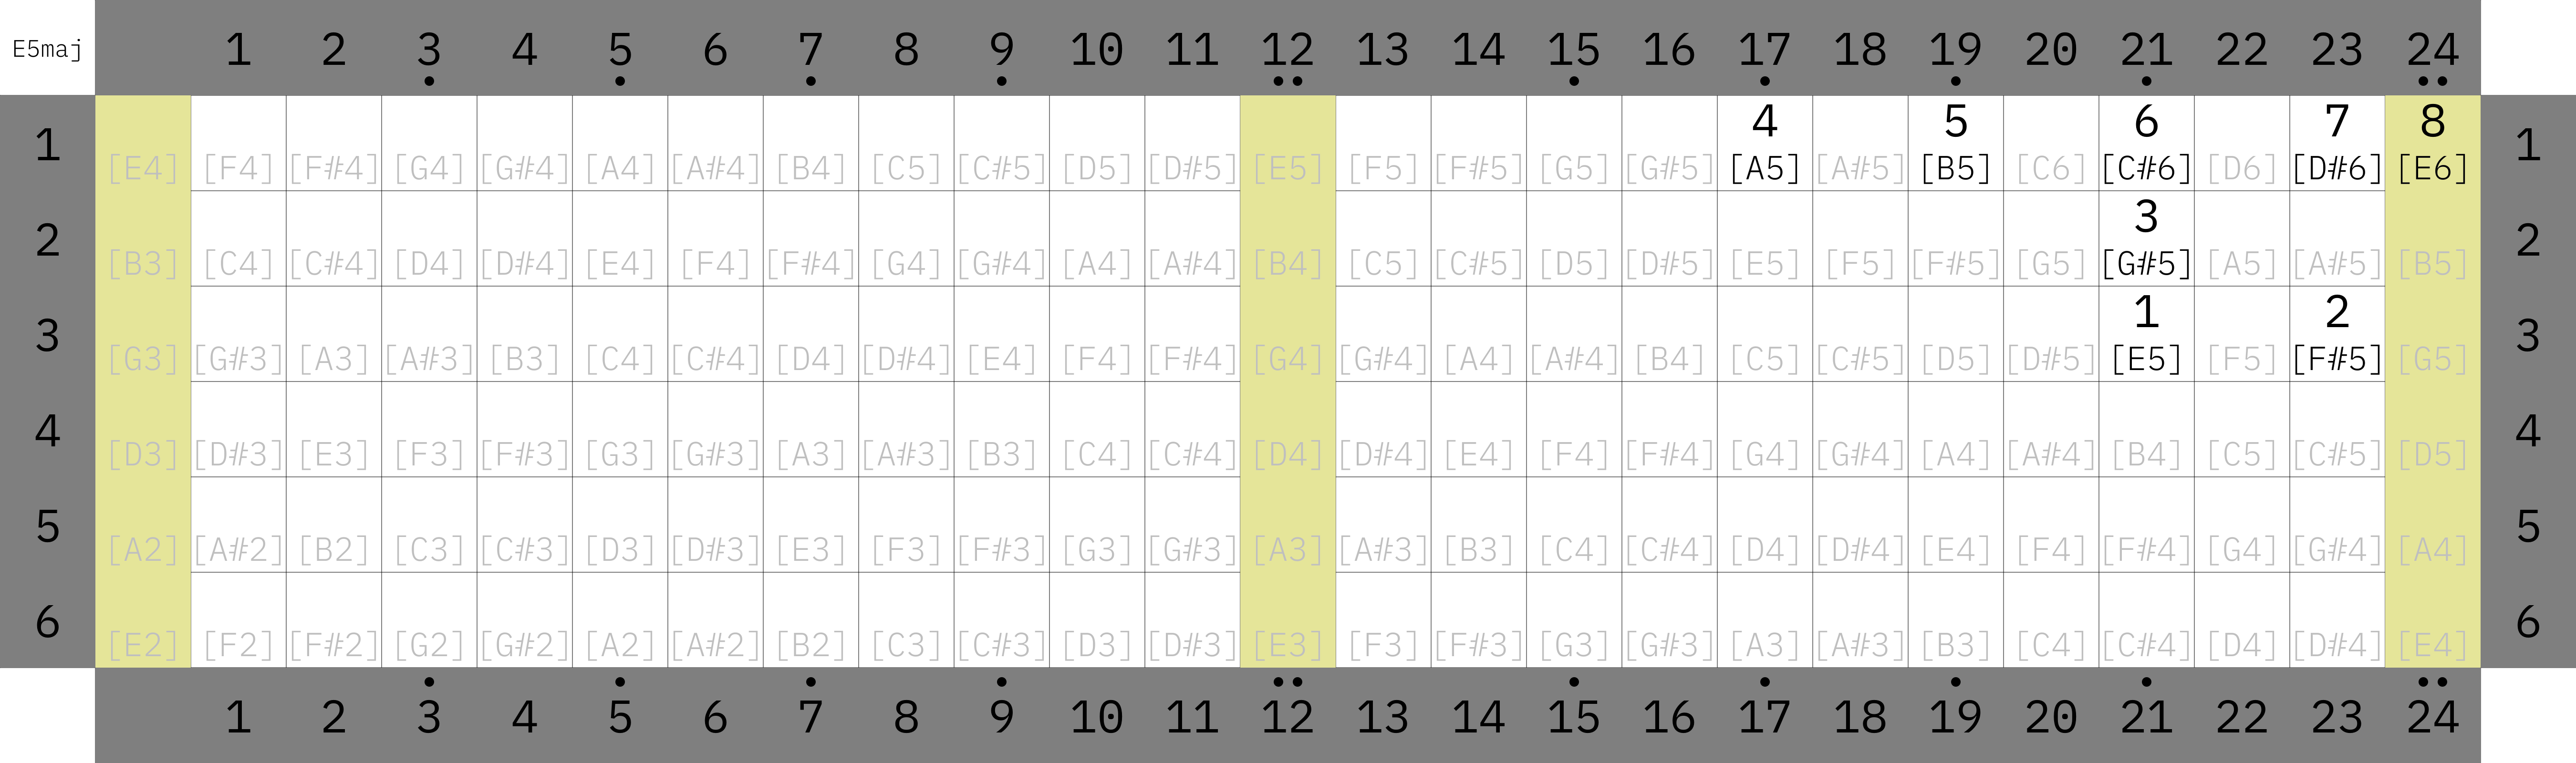 E5maj 1 2 3 4 5 6 7 8 9 10 11 12 13 14 15 16 17 18 19 20 21 22 23 24
4 5 6 7 8
1 [E4] [F4] [F#4] [G4] [G#4] [A4] [A#4] [B4] [C5] [C#5] [D5] [D#5] [E5] [F5] [F#5] [G5] [G#5] [A5] [A#5] [B5] [C6] [C#6] [D6] [D#6] [E6] 1
3
2 [B3] [C4] [C#4] [D4] [D#4] [E4] [F4] [F#4] [G4] [G#4] [A4] [A#4] [B4] [C5] [C#5] [D5] [D#5] [E5] [F5] [F#5] [G5] [G#5] [A5] [A#5] [B5] 2
1 2
3 [G3] [G#3] [A3] [A#3] [B3] [C4] [C#4] [D4] [D#4] [E4] [F4] [F#4] [G4] [G#4] [A4] [A#4] [B4] [C5] [C#5] [D5] [D#5] [E5] [F5] [F#5] [G5] 3
4 [D3] [D#3] [E3] [F3] [F#3] [G3] [G#3] [A3] [A#3] [B3] [C4] [C#4] [D4] [D#4] [E4] [F4] [F#4] [G4] [G#4] [A4] [A#4] [B4] [C5] [C#5] [D5] 4
5 [A2] [A#2] [B2] [C3] [C#3] [D3] [D#3] [E3] [F3] [F#3] [G3] [G#3] [A3] [A#3] [B3] [C4] [C#4] [D4] [D#4] [E4] [F4] [F#4] [G4] [G#4] [A4] 5
6 [E2] [F2] [F#2] [G2] [G#2] [A2] [A#2] [B2] [C3] [C#3] [D3] [D#3] [E3] [F3] [F#3] [G3] [G#3] [A3] [A#3] [B3] [C4] [C#4] [D4] [D#4] [E4] 6
1 2 3 4 5 6 7 8 9 10 11 12 13 14 15 16 17 18 19 20 21 22 23 24